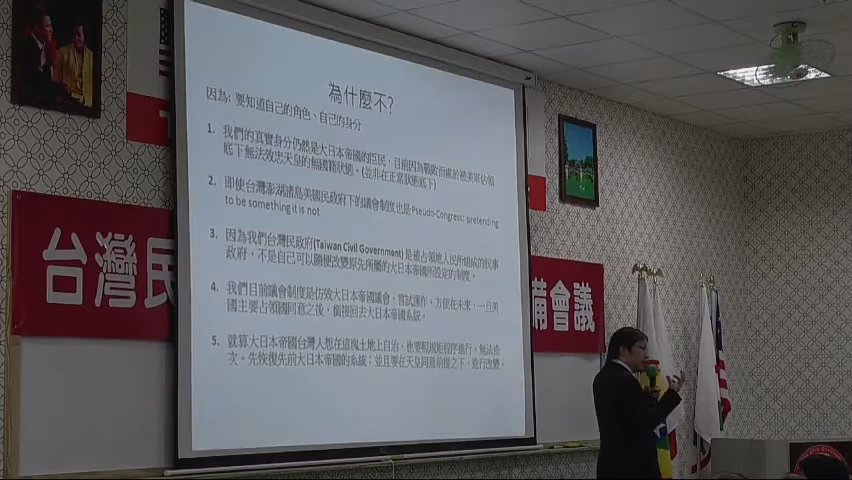 為什麼不?
因為: 要知道自己的角色、自己的身分
1. 我們的真實身分仍然是大日本帝國的臣民，目前因為戰敗而處於被美軍佔領
底下無法效忠天皇的無國籍狀態。(並非在正常狀態底下)
2. 即使台灣澎湖諸島美國民政府下的議會制度也是 Pseudo-Congress: pretending
to be something it is not
3. 因為我們台灣民政府(Taiwan Civil Government)是被占領地人民所組成的民事
政府，不是自己可以隨便改變原先所屬的大日本帝國所設定的制度。
4. 我們目前議會制度是仿效大日本帝國議會，嘗試運作，方便在未來，一旦美
國主要占領國同意之後，銜接回去大日本帝國系統。
5. 就算大日本帝國台灣人想在這塊土地上自治，也要照規矩程序進行，無法
次。先恢復先前大日本帝國的系統；並且要在天皇同意前提之下，進行改變。
台灣民
備會議